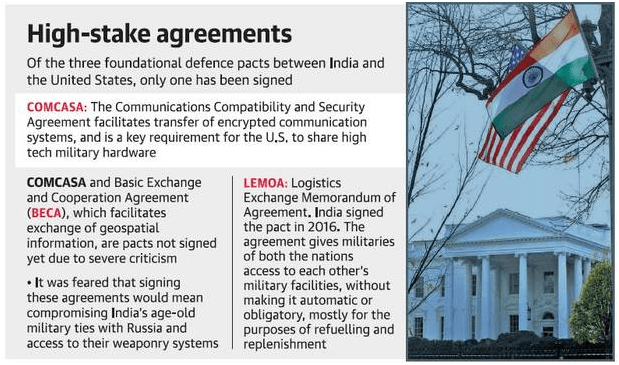 High-stake agreements
Of the three foundational defence pacts between India and
the United States, only one has been signed
COMCASA: The Communications Compatibility and Security
Agreement facilitates transfer of encrypted communication
systems, and is a key requirement for the U.S. to share high
tech military hardware
COMCASA and Basic Exchange
and Cooperation Agreement
(BECA), which facilitates
exchange of geospatial
information, are pacts not signed
yet due to severe criticism
• It was feared that signing
these agreements would mean
compromising India's age-old
military ties with Russia and
access to their weaponry systems
LEMOA: Logistics
Exchange Memorandum of
Agreement. India signed
the pact in 2016. The
agreement gives militaries
of both the nations
access to each other's
military facilities, without
making it automatic or
obligatory, mostly for the
purposes of refuelling and
replenishment